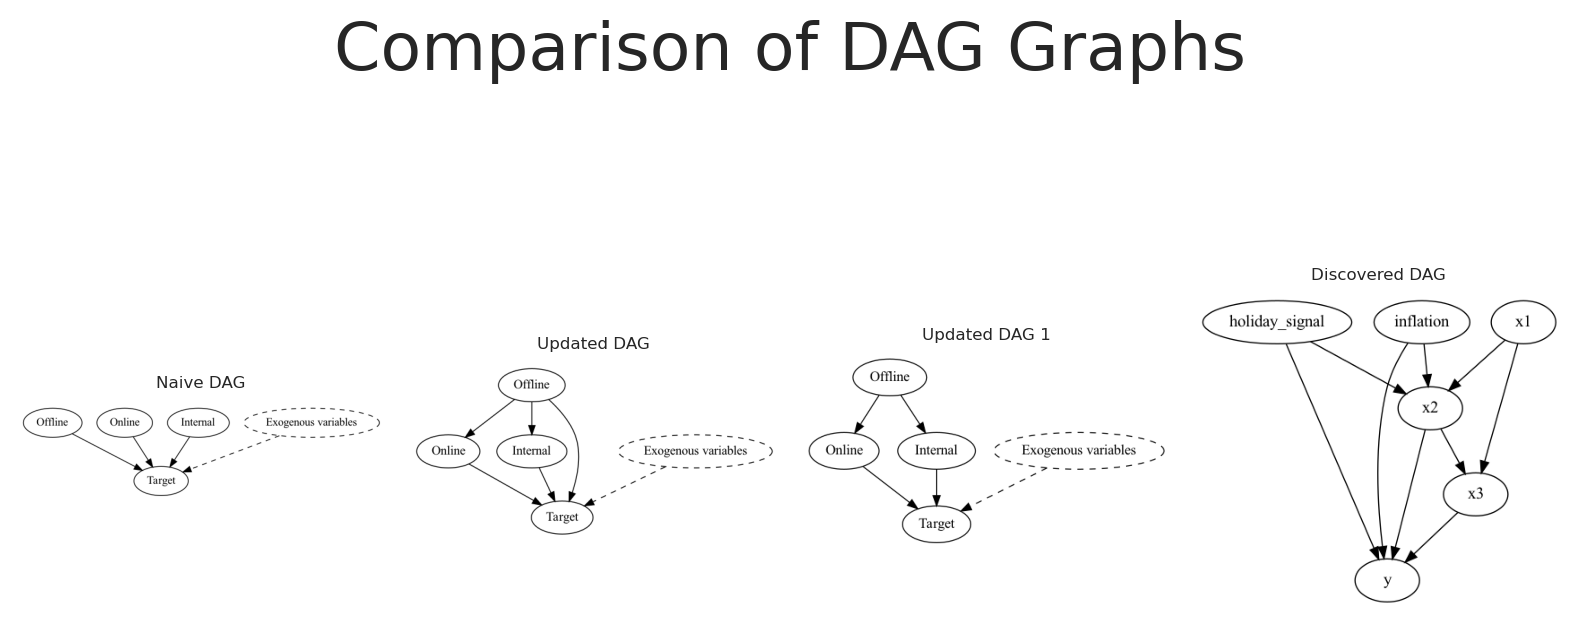 Comparison of DAG Graphs
Naive DAG
Offline
Online
Internal
Exogenous variables
Target
Updated DAG
Offline
Online
Internal
Exogenous variables
Target
Updated DAG 1
Offline
Online
Internal
Exogenous variables
Target
Discovered DAG
holiday_signal
inflation
x1
x2
x3
y